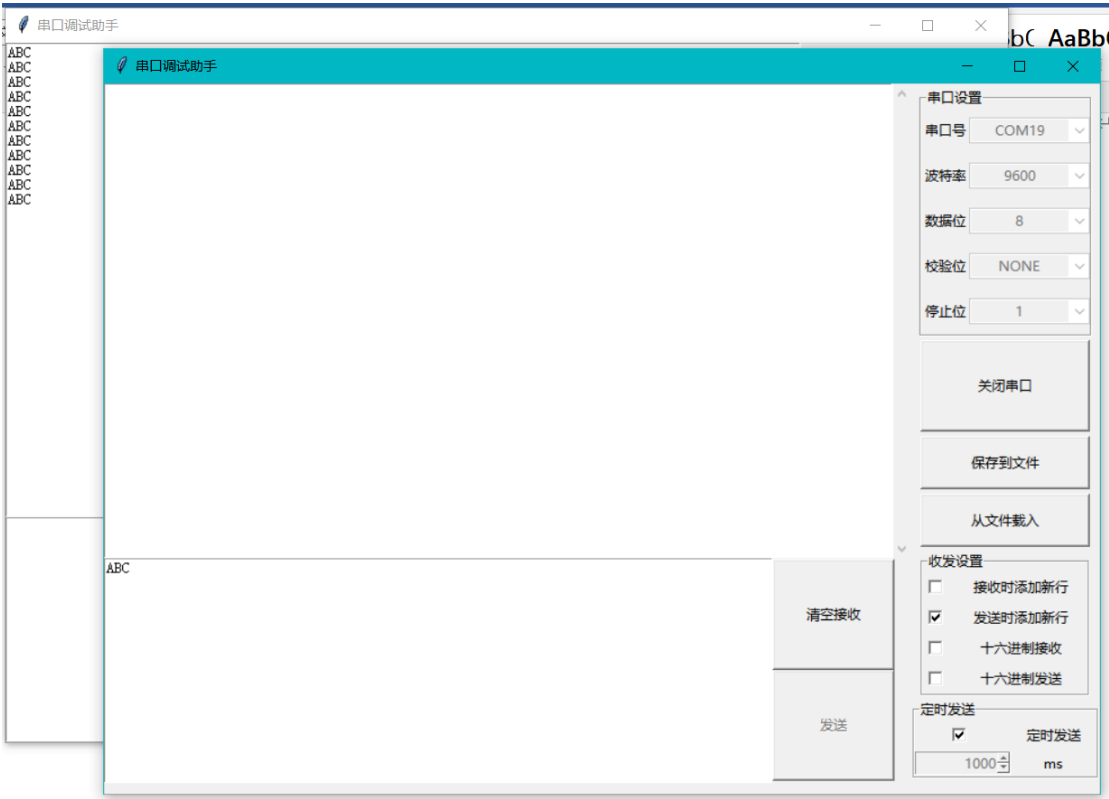 串口调试助手
AaBb
ABC
ABC
ABC
ABC
ABC
ABC
ABC
ABC
ABC
ABC
ABC
串口调试助手
串口设置
串口号 COM19
波特率 9600
数据位 8
校验位 NONE
停止位 1
关闭串口
保存到文件
从文件载入
ABC
清空接收
发送
收发设置
接收时添加新行
发送时添加新行
十六进制接收
十六进制发送
定时发送
定时发送
1000 ms